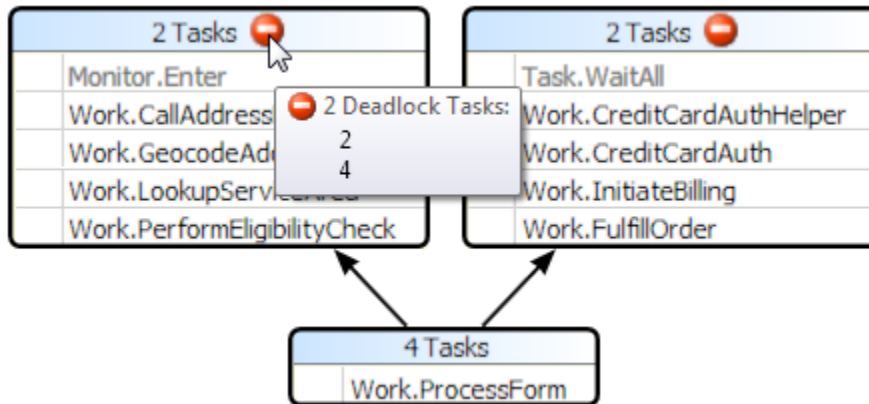 2 Tasks
Monitor.Enter
Work.CallAddress
Work.GeocodeAd
Work.LookupServiceArea
Work.PerformEligibilityCheck
2 Deadlock Tasks:
2
4
2 Tasks
Task.WaitAll
Work.CreditCardAuthHelper
Work.CreditCardAuth
Work.InitiateBilling
Work.FulfillOrder
4 Tasks
Work.ProcessForm